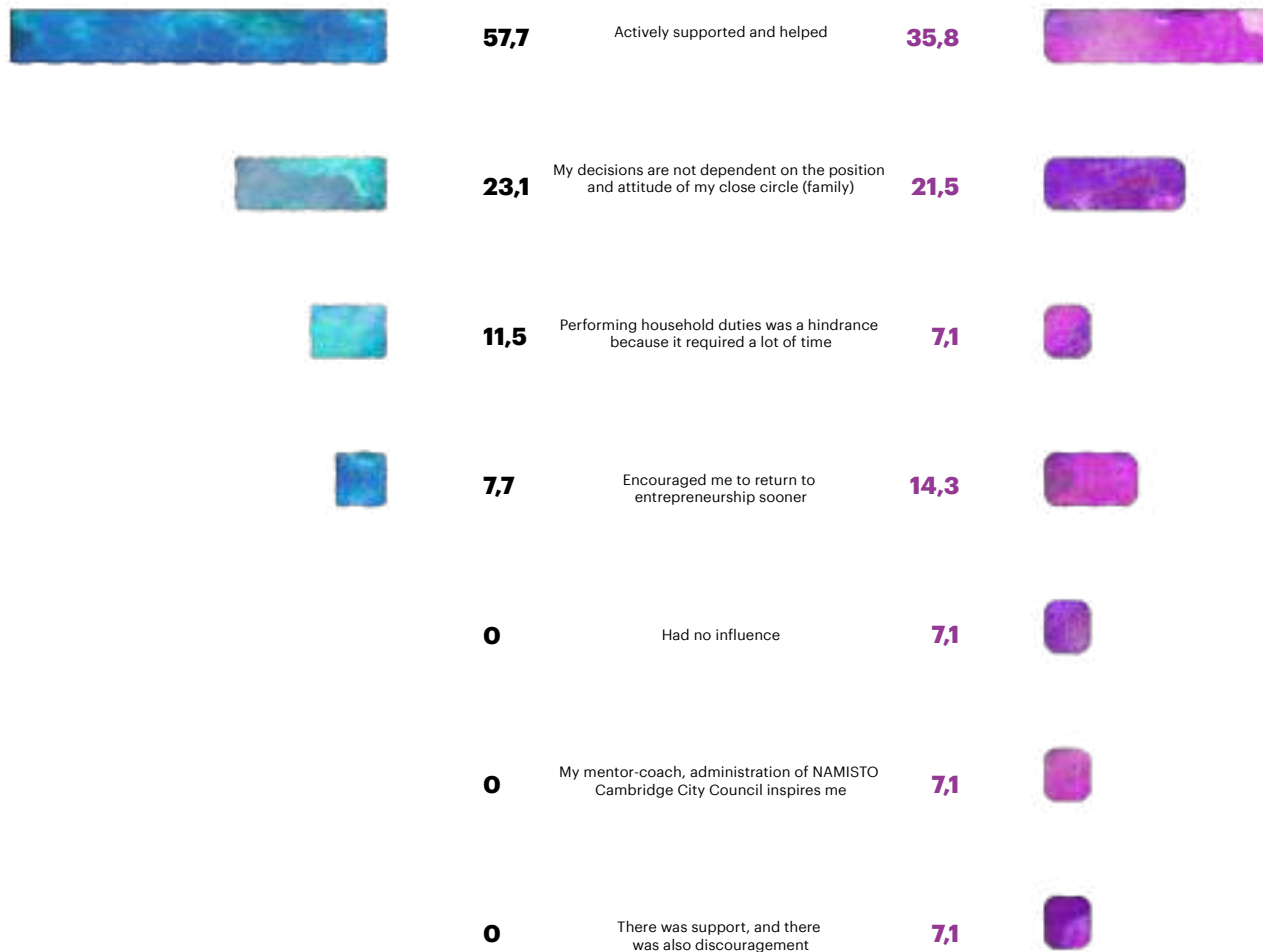 57,7 Actively supported and helped 35,8
23,1 My decisions are not dependent on the position
and attitude of my close circle (family) 21,5
11,5 Performing household duties was a hindrance
because it required a lot of time 7,1
7,7 Encouraged me to return to
entrepreneurship sooner 14,3
0 Had no influence 7,1
0 My mentor-coach, administration of NAMISTO
Cambridge City Council inspires me 7,1
0 There was support, and there
was also discouragement 7,1